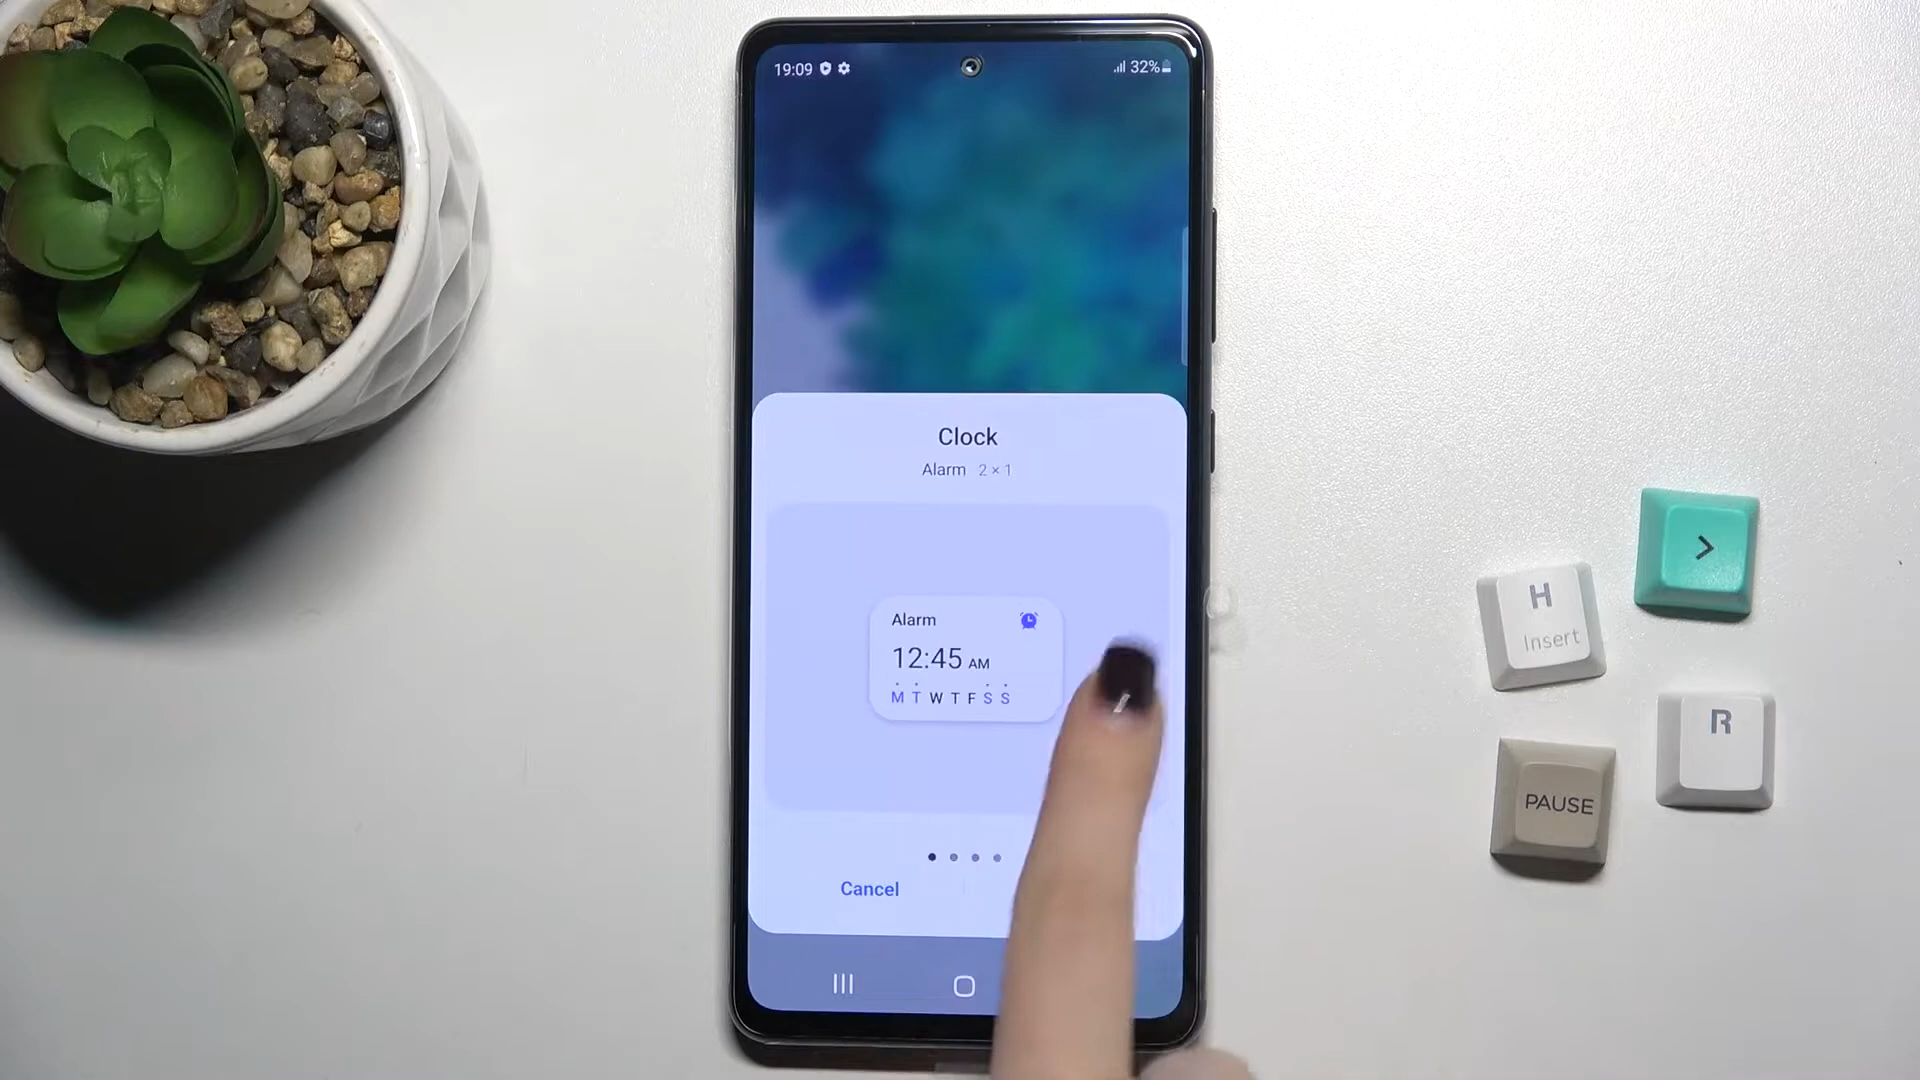 19:09
32%
Clock
Alarm 2 × 1
Alarm
12:45 AM
M T W T F S S
Cancel
>
H
Insert
R
PAUSE